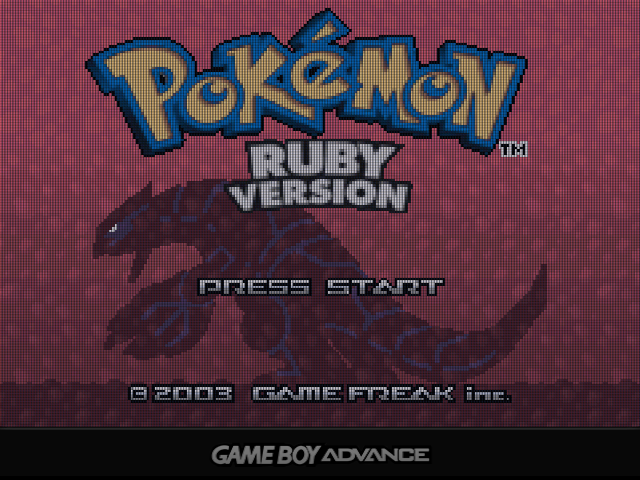 POKéMON
TM
RUBY
VERSION
PRESS START
© 2003 GAME FREAK inc.
GAME BOY ADVANCE